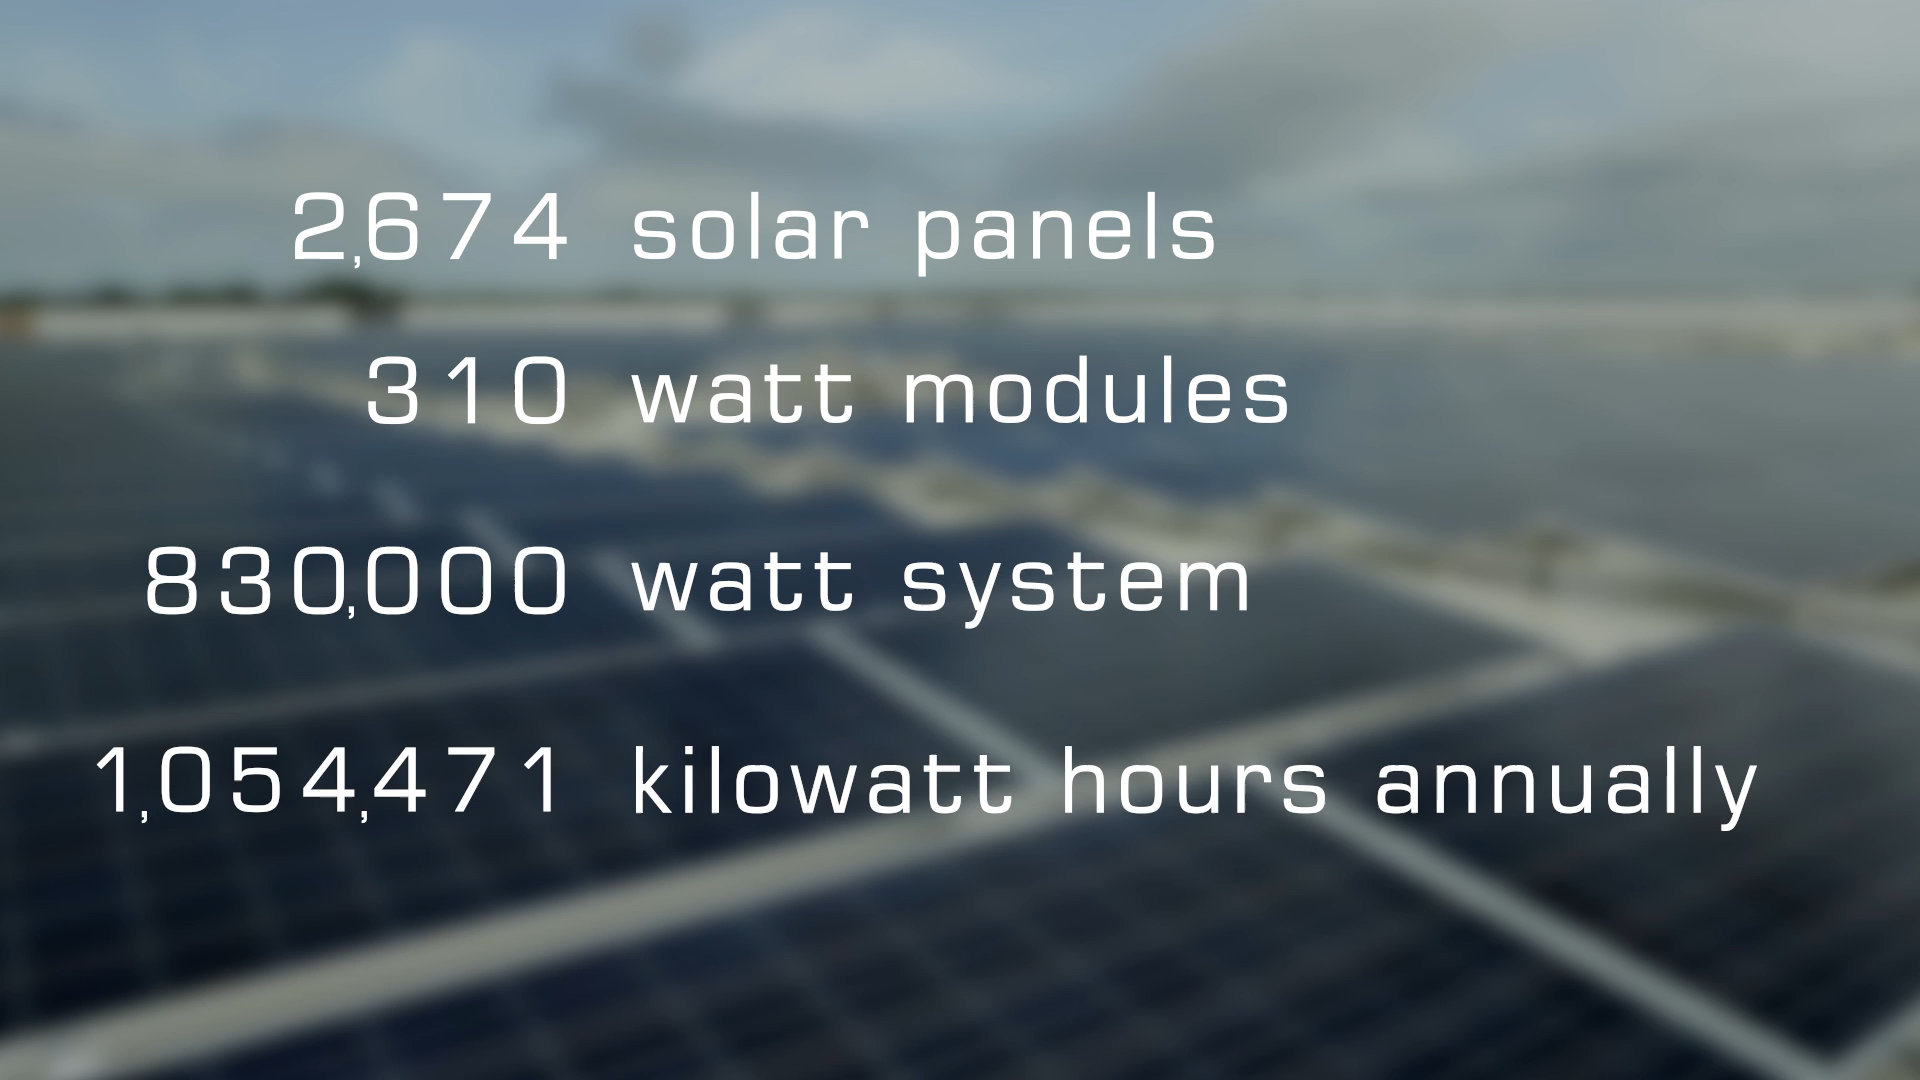 2,674 solar panels
310 watt modules
830,000 watt system
1,054,471 kilowatt hours annually